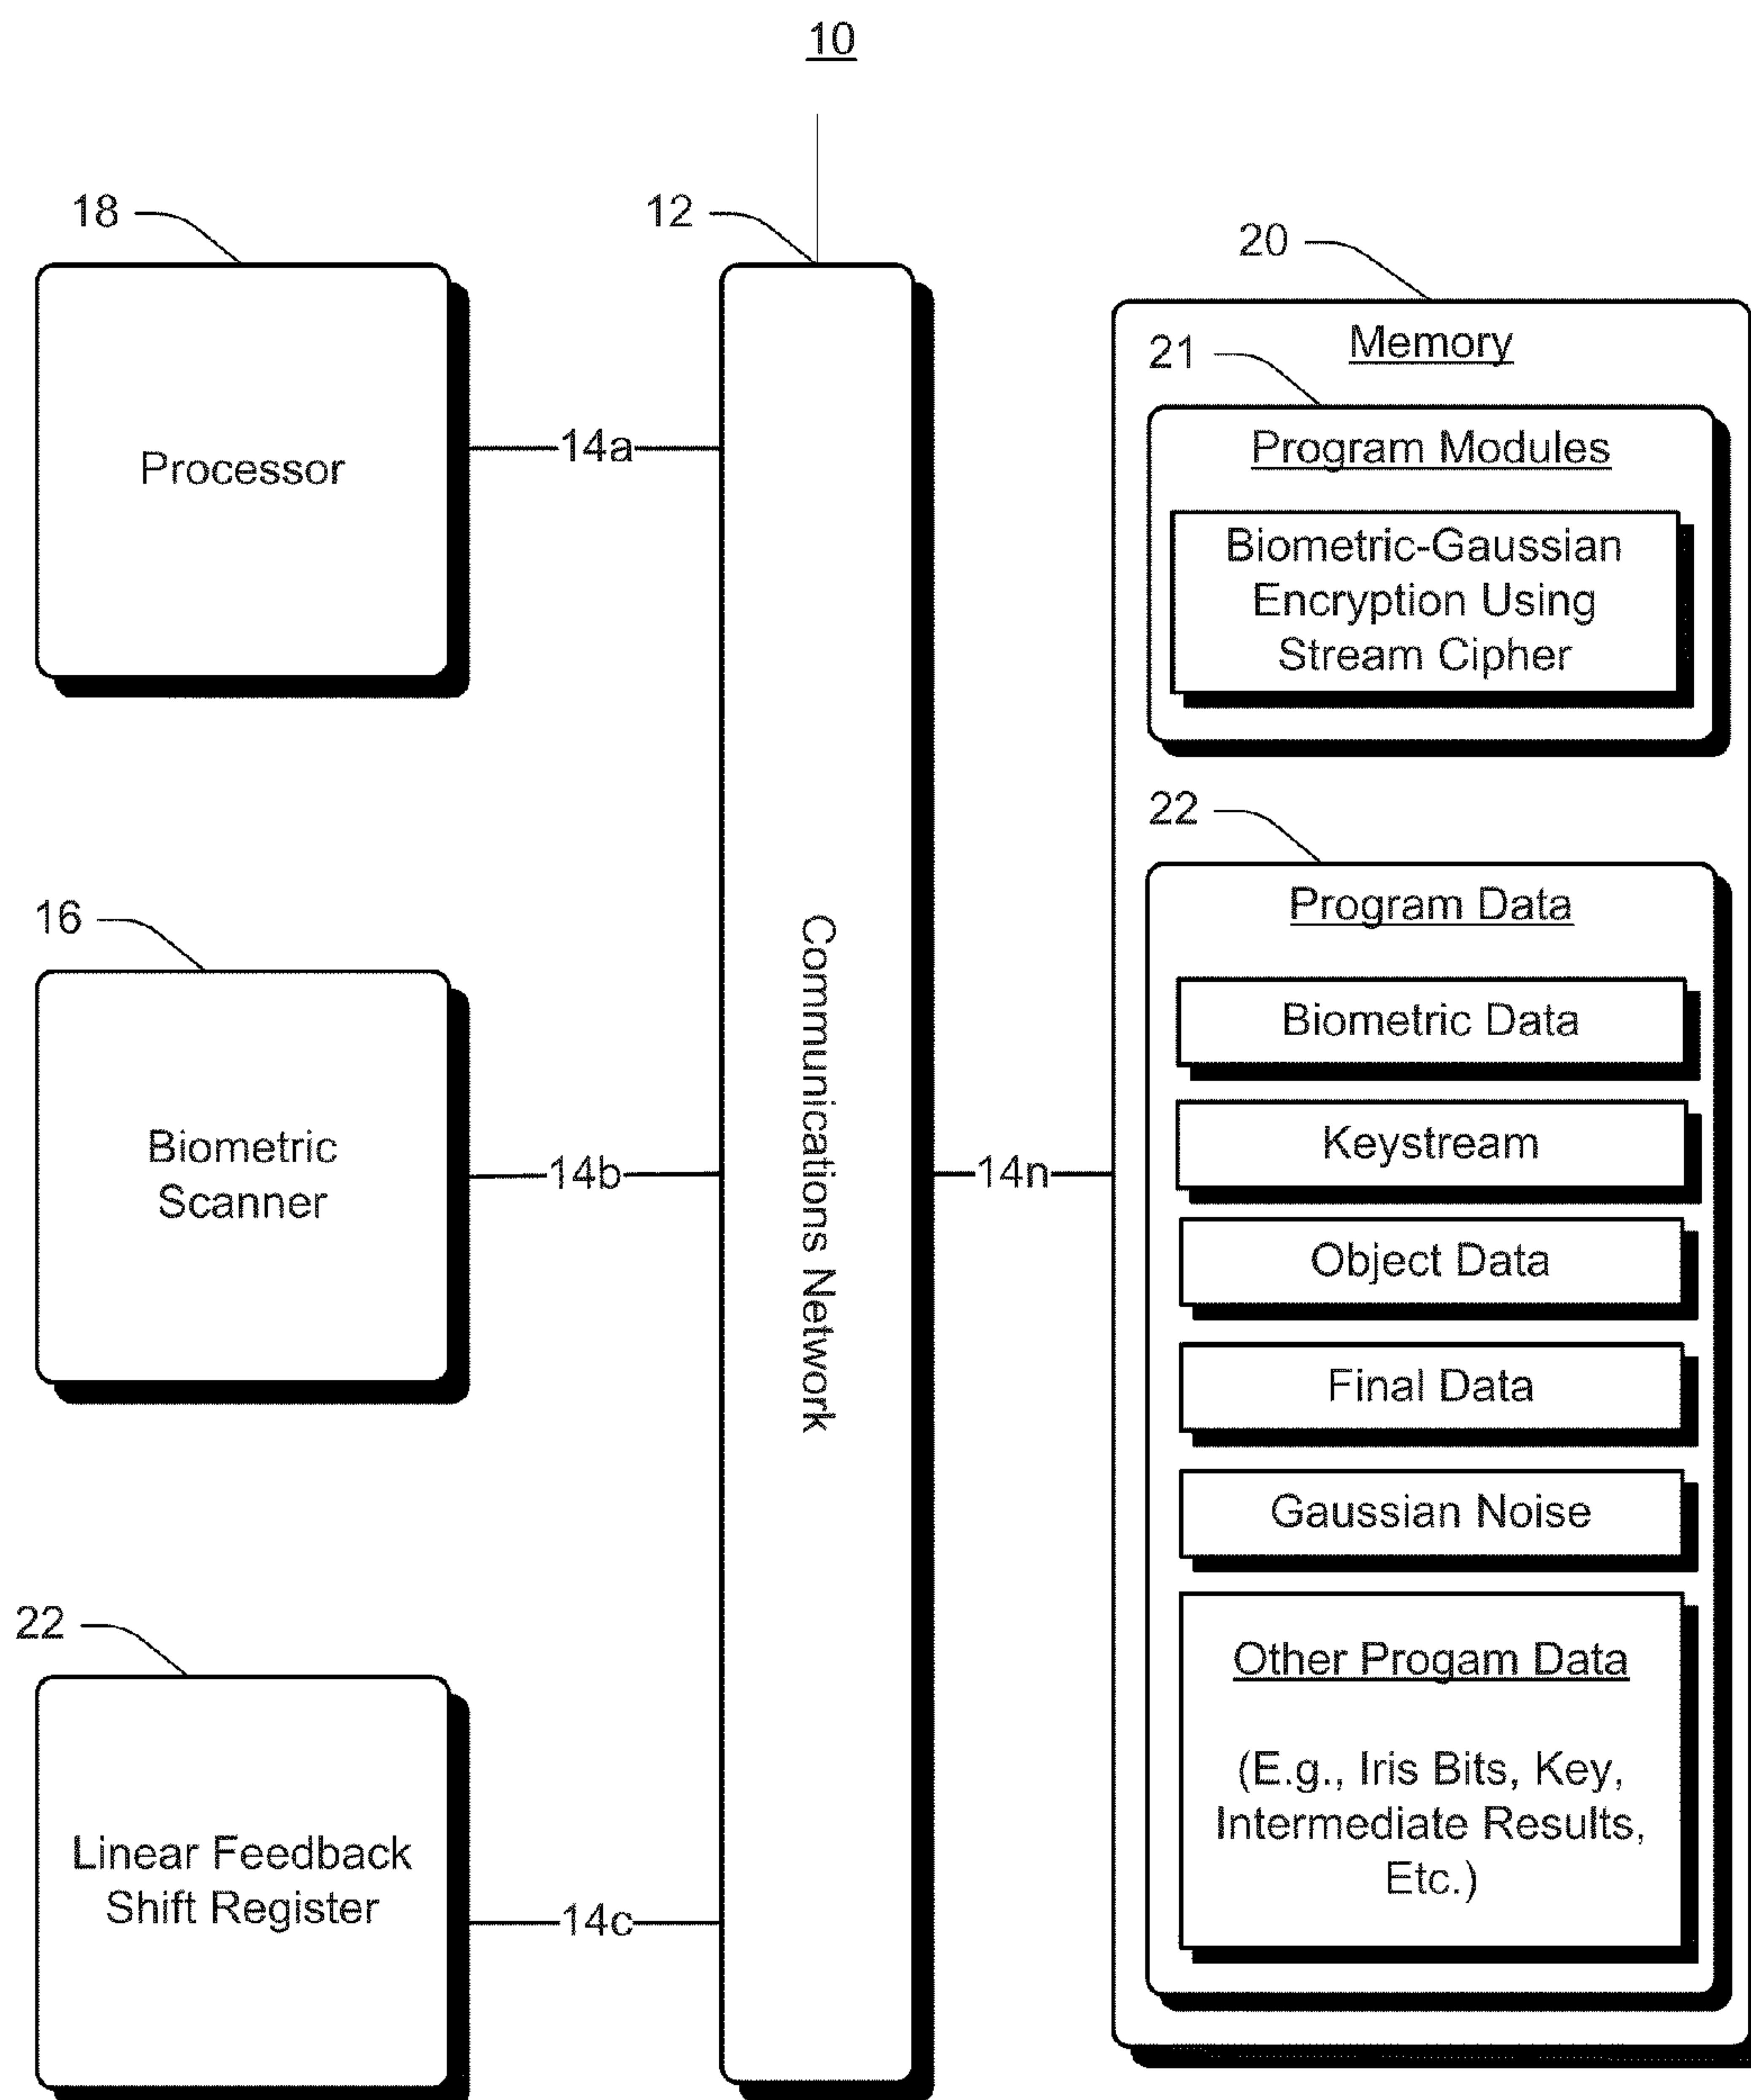 10
18
12
20
Processor
14a
Memory
21
Program Modules
Biometric-Gaussian
Encryption Using
Stream Cipher
16
Biometric
Scanner
14b
Communications Network
14n
22
Program Data
Biometric Data
Keystream
Object Data
Final Data
Gaussian Noise
Other Progam Data
(E.g., Iris Bits, Key,
Intermediate Results,
Etc.)
22
Linear Feedback
Shift Register
14c